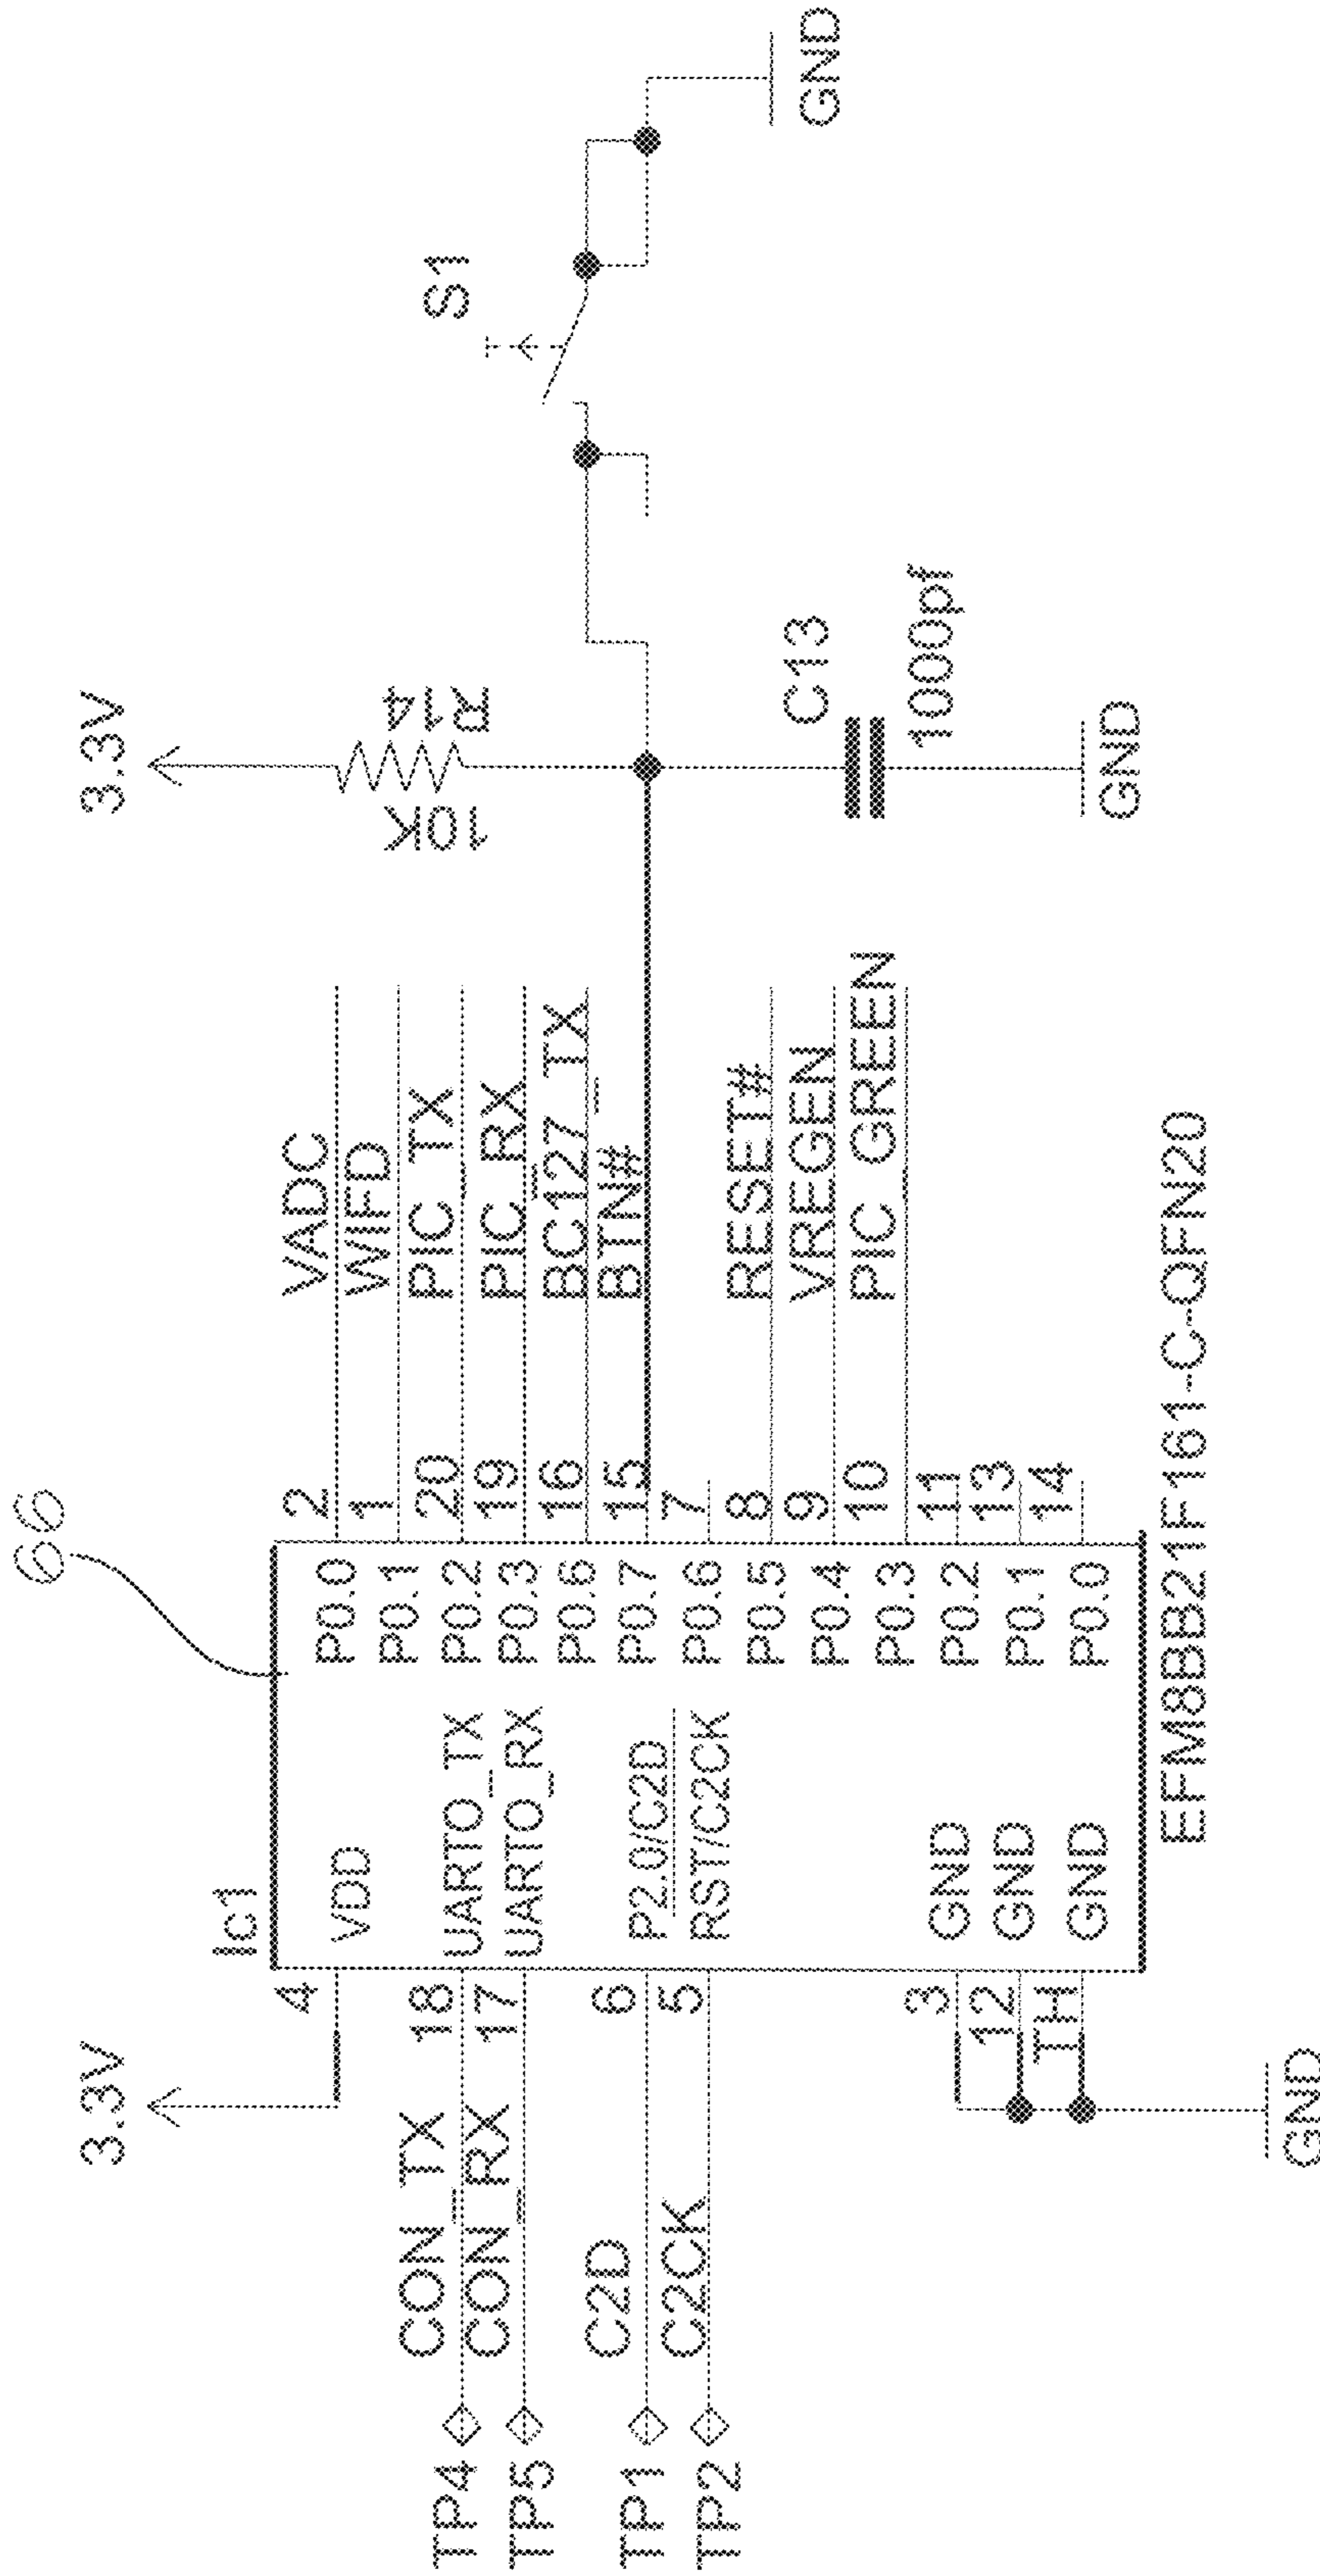 66
Ic1
3.3V
4
VDD
P0.0
2
VADC
P0.1
1
WIFD
TP4
CON_TX
18
UARTO_TX
P0.2
20
PIC_TX
TP5
CON_RX
17
UARTO_RX
P0.3
19
PIC_RX
P0.6
16
BC127_TX
TP1
C2D
6
P2.0/C2D
P0.7
15
BTN#
TP2
C2CK
5
RST/C2CK
P0.6
7
P0.5
8
RESET#
P0.4
9
VREGEN
P0.3
10
PIC_GREEN
3
GND
P0.2
11
12
GND
P0.1
13
TH
GND
P0.0
14
GND
EFM8BB21F161-C-QFN20
3.3V
10K
R14
S1
GND
C13
1000pf
GND